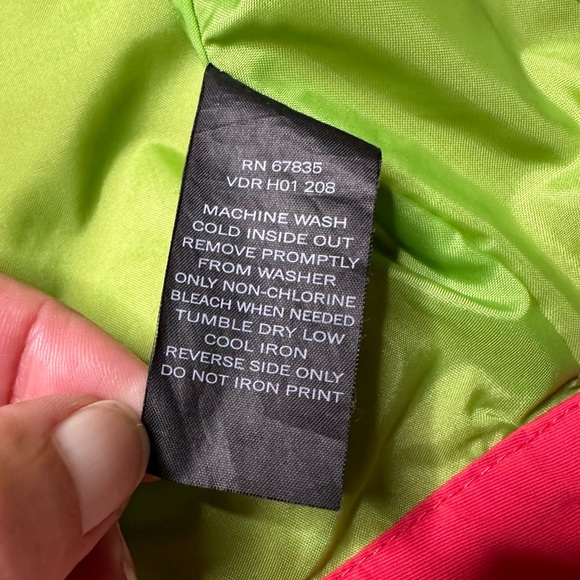 RN 67835
VDR H01 208
MACHINE WASH
COLD INSIDE OUT
REMOVE PROMPTLY
FROM WASHER
ONLY NON-CHLORINE
BLEACH WHEN NEEDED
TUMBLE DRY LOW
COOL IRON
REVERSE SIDE ONLY
DO NOT IRON PRINT